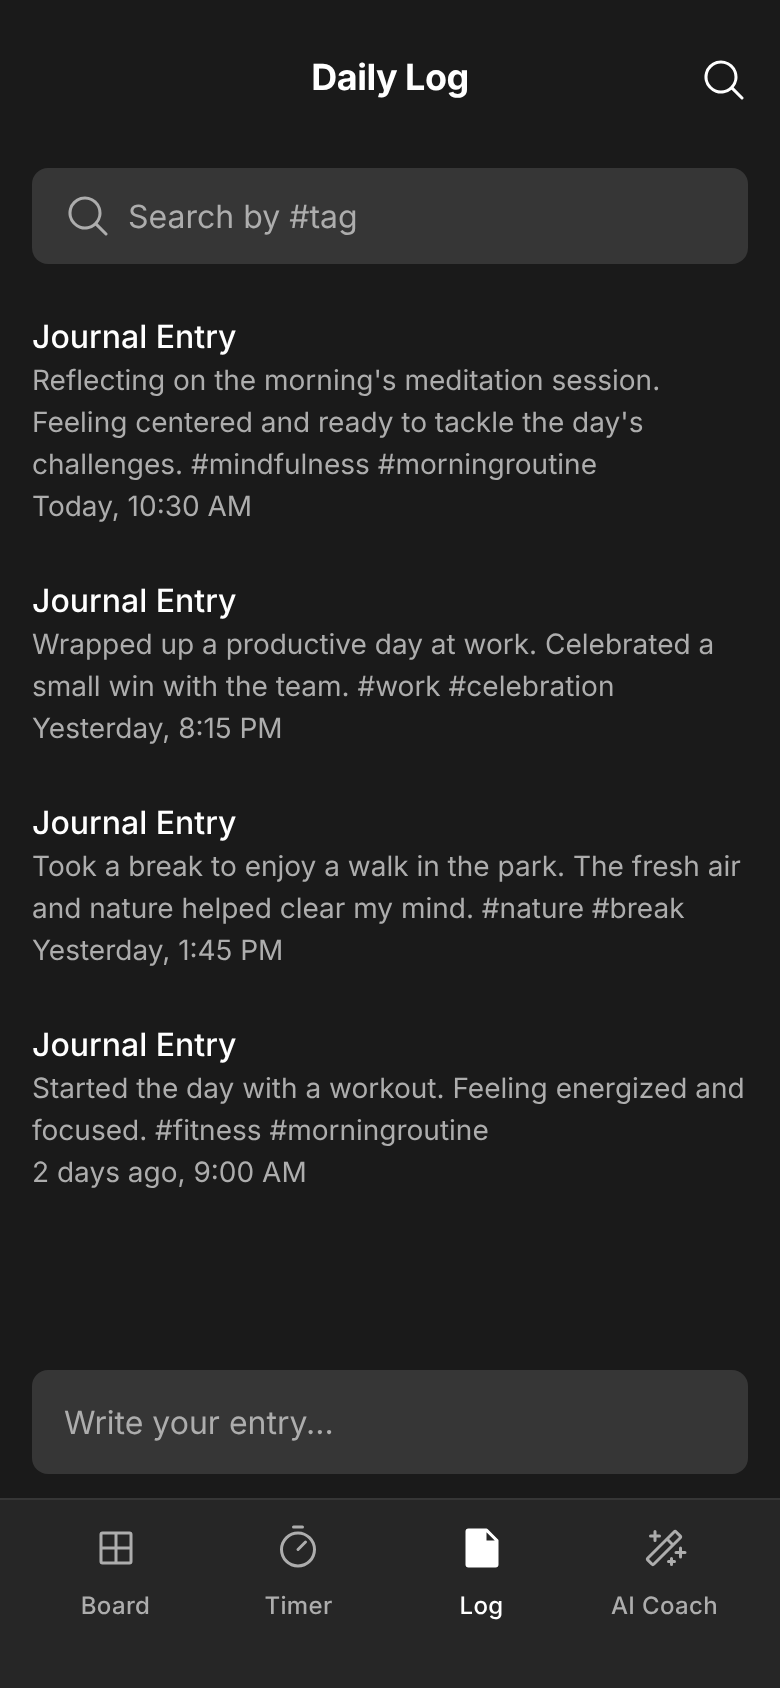 Daily Log
Search by #tag
Journal Entry
Reflecting on the morning's meditation session.
Feeling centered and ready to tackle the day's
challenges. #mindfulness #morningroutine
Today, 10:30 AM
Journal Entry
Wrapped up a productive day at work. Celebrated a
small win with the team. #work #celebration
Yesterday, 8:15 PM
Journal Entry
Took a break to enjoy a walk in the park. The fresh air
and nature helped clear my mind. #nature #break
Yesterday, 1:45 PM
Journal Entry
Started the day with a workout. Feeling energized and
focused. #fitness #morningroutine
2 days ago, 9:00 AM
Write your entry...
Board Timer Log AI Coach